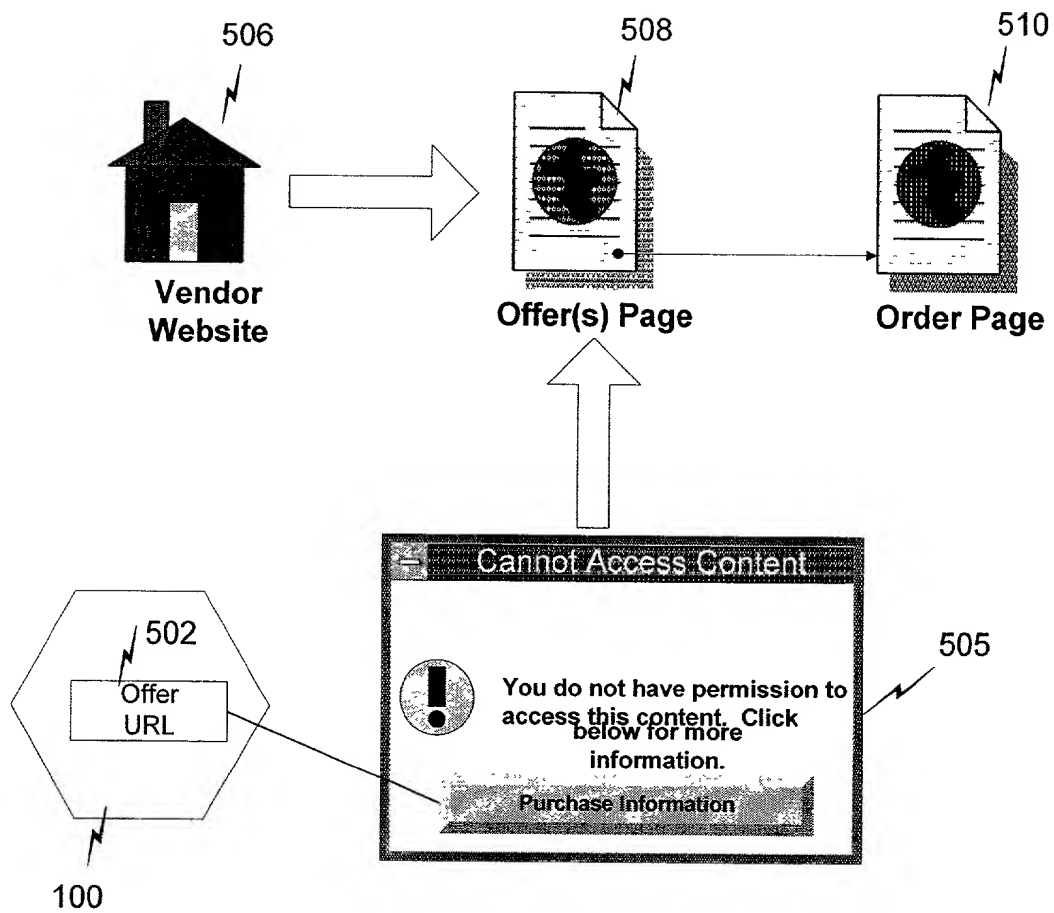 506
508
510
Vendor
Website
Offer(s) Page
Order Page
Cannot Access Content
502
Offer
URL
505
You do not have permission to
access this content. Click
below for more
information.
Purchase Information
100